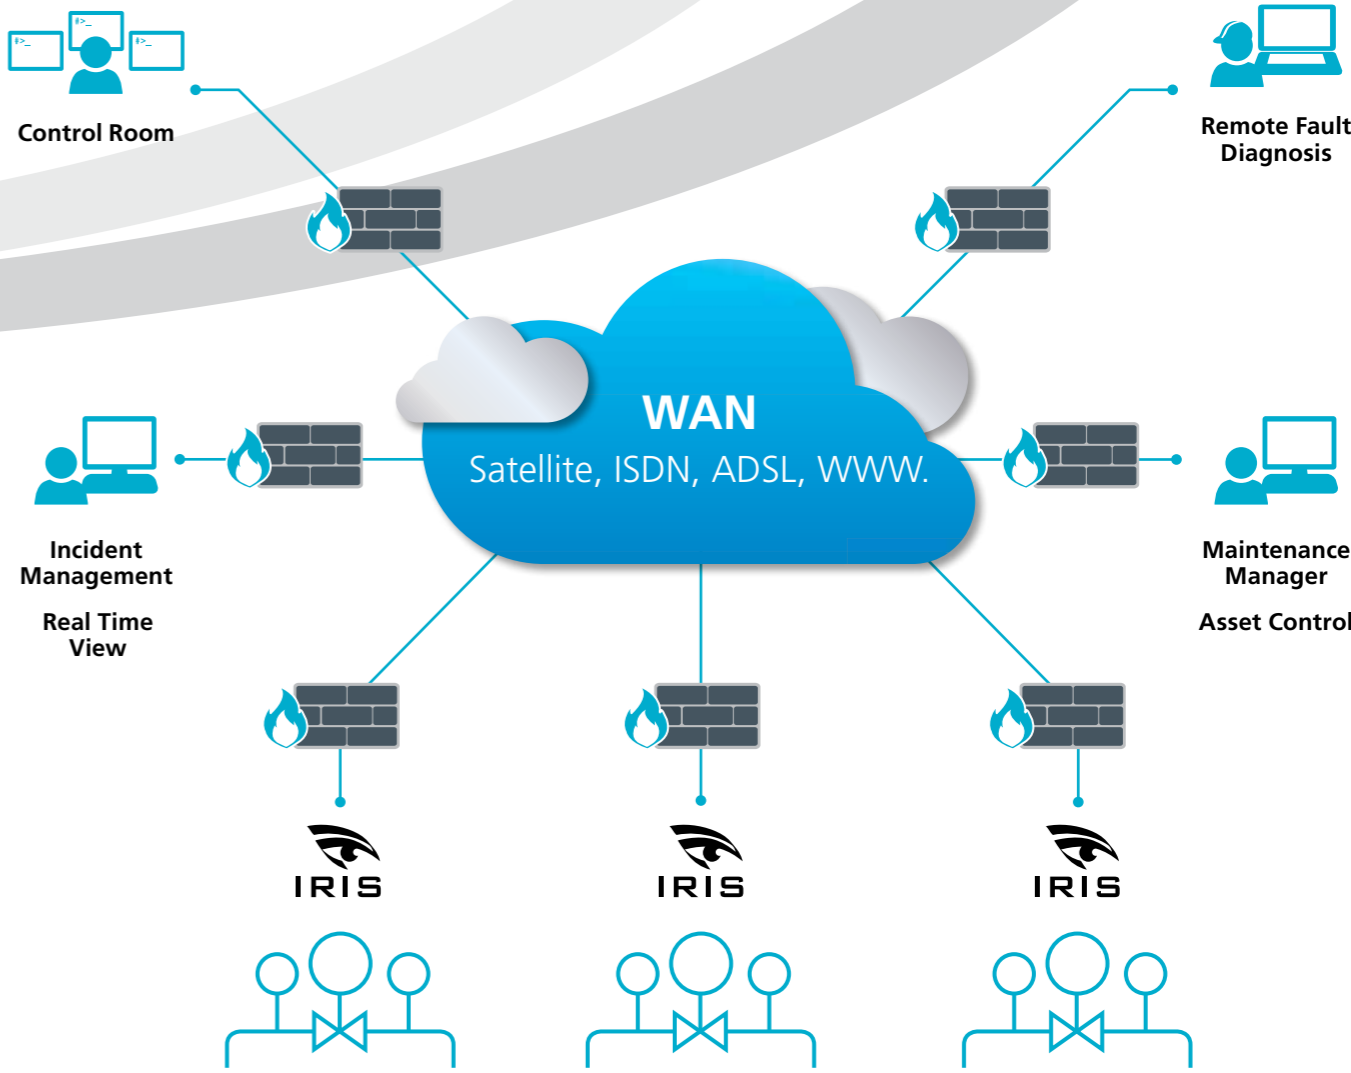 #>_
#>_
#>_
Control Room
Remote Fault
Diagnosis
WAN
Satellite, ISDN, ADSL, WWW.
Incident
Management
Real Time
View
Maintenance
Manager
Asset Control
IRIS
IRIS
IRIS